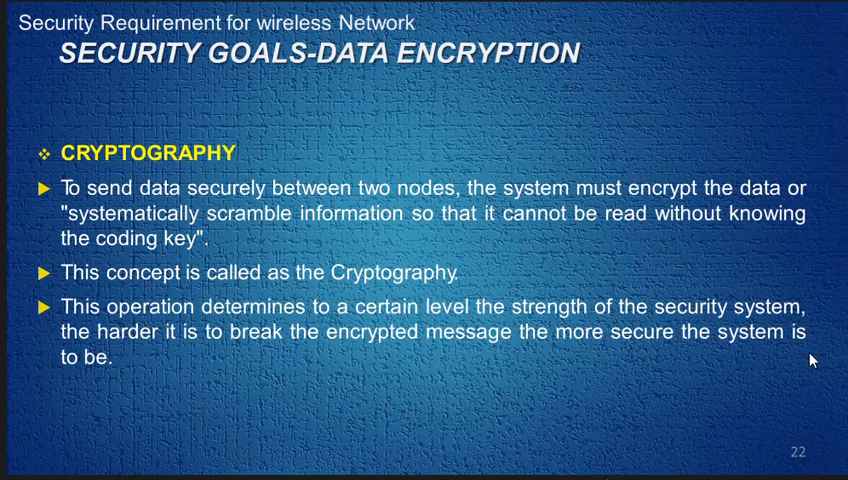 Security Requirement for wireless Network
SECURITY GOALS-DATA ENCRYPTION
CRYPTOGRAPHY
To send data securely between two nodes, the system must encrypt the data or
"systematically scramble information so that it cannot be read without knowing
the coding key".
This concept is called as the Cryptography.
This operation determines to a certain level the strength of the security system,
the harder it is to break the encrypted message the more secure the system is
to be.
22